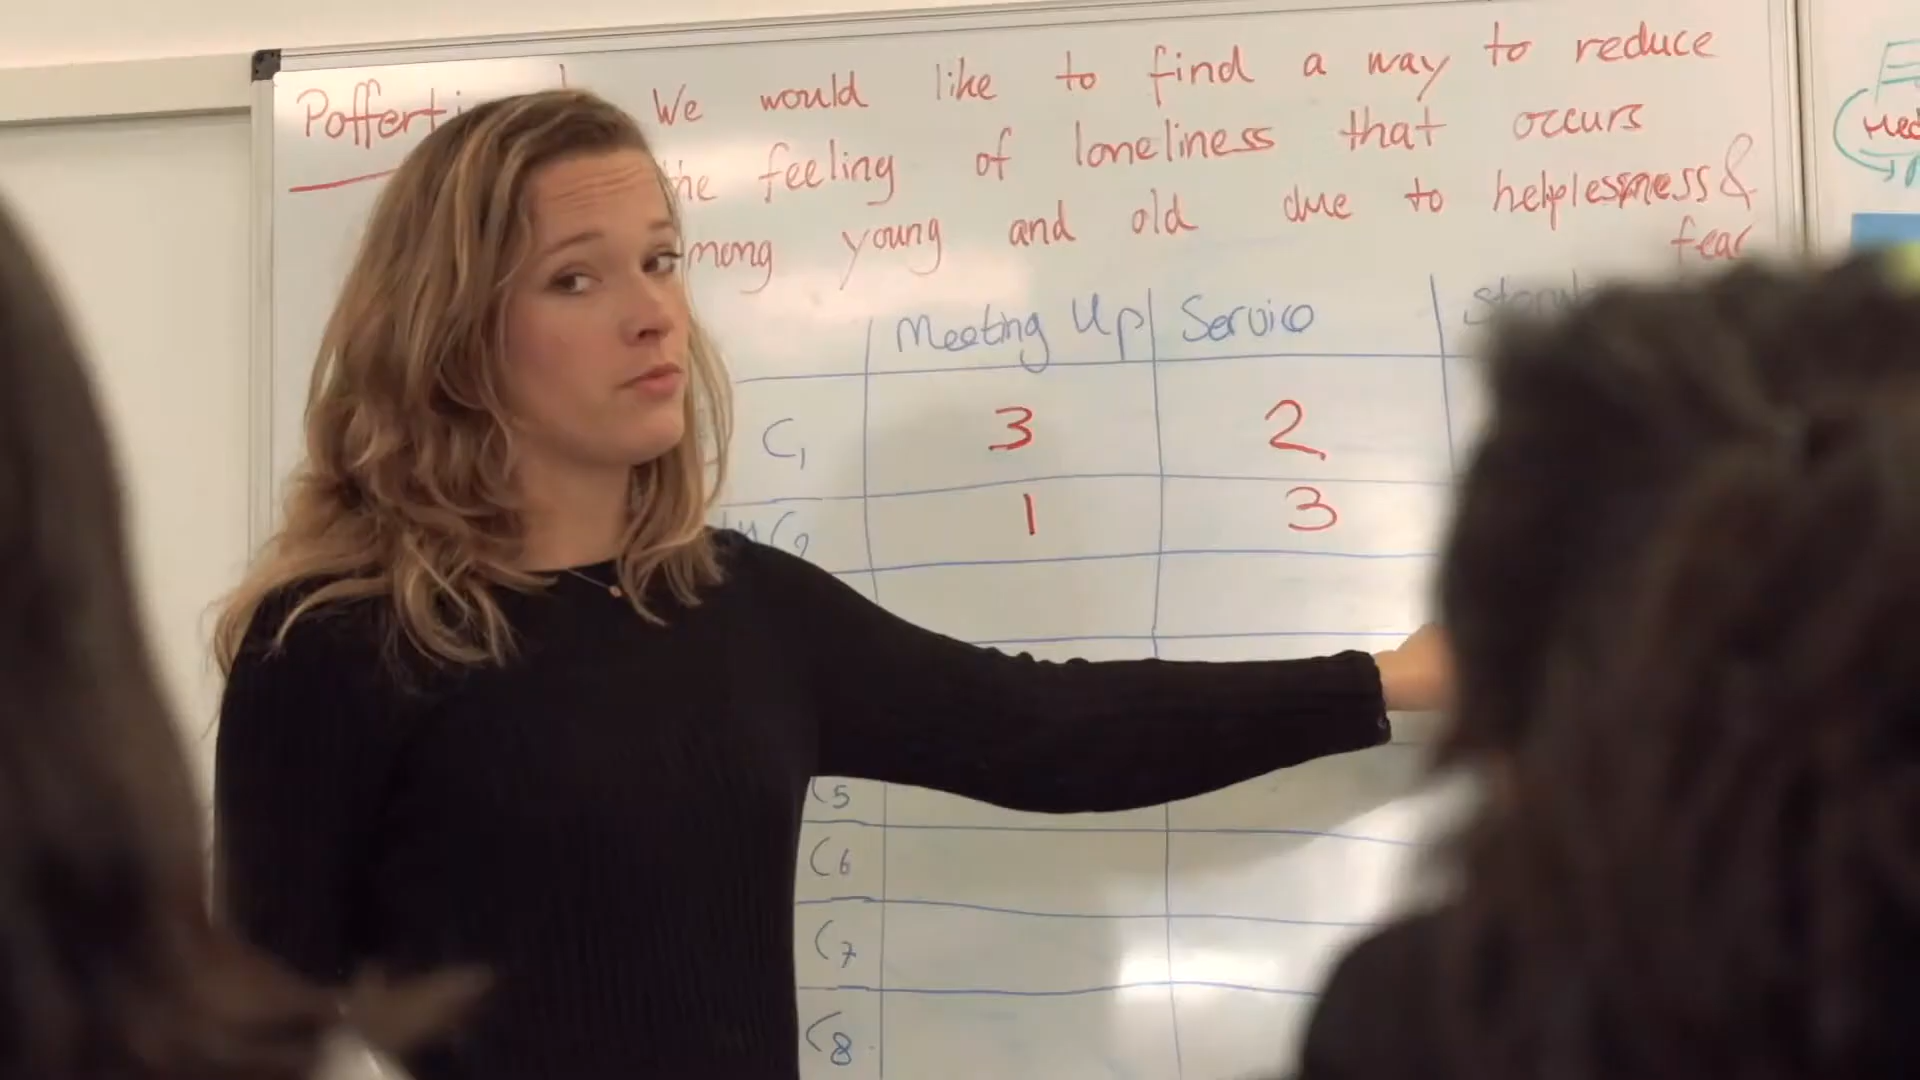 We would like to find a way to reduce
the feeling of loneliness that occurs
among young and old due to helplessness &
fear
Meeting Up Service
C1 3 2
C2 1 3
C5
C6
C7
C8